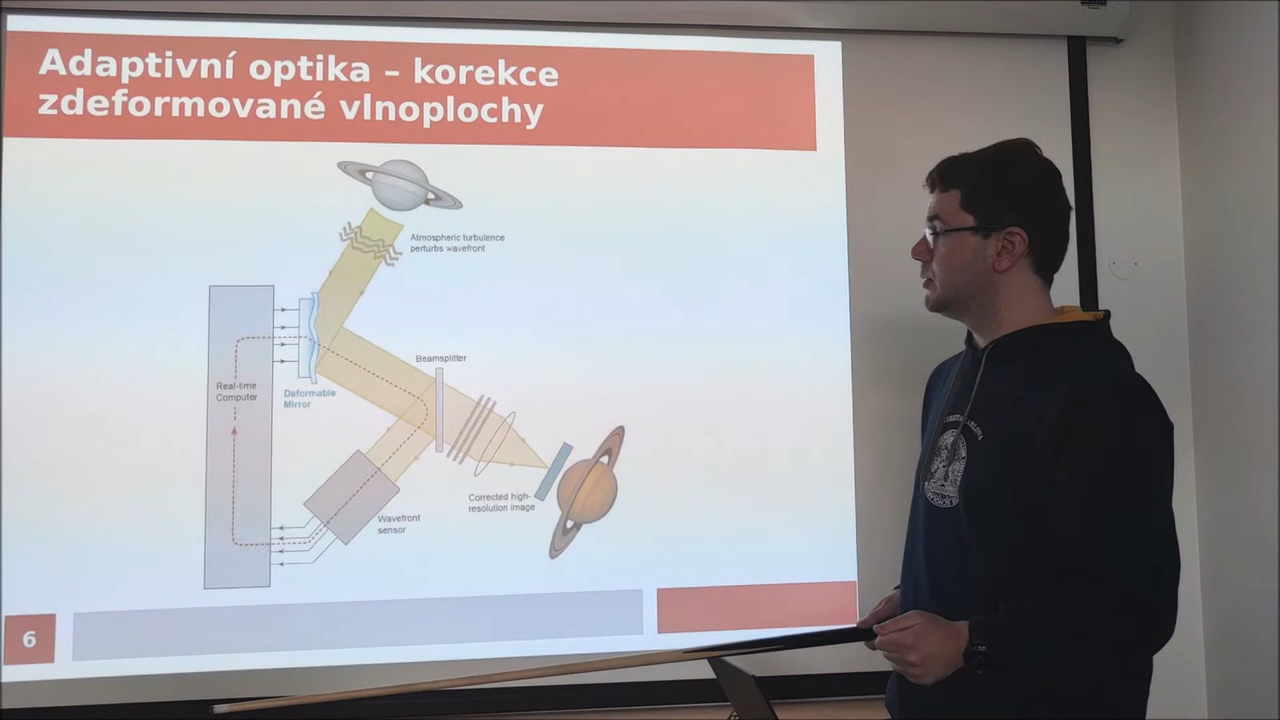 Adaptivní optika – korekce
zdeformované vlnoplochy
Atmospheric turbulence
perturbs wavefront
Beamsplitter
Real-time
Computer
Deformable
Mirror
Corrected high-
resolution image
Wavefront
sensor
6